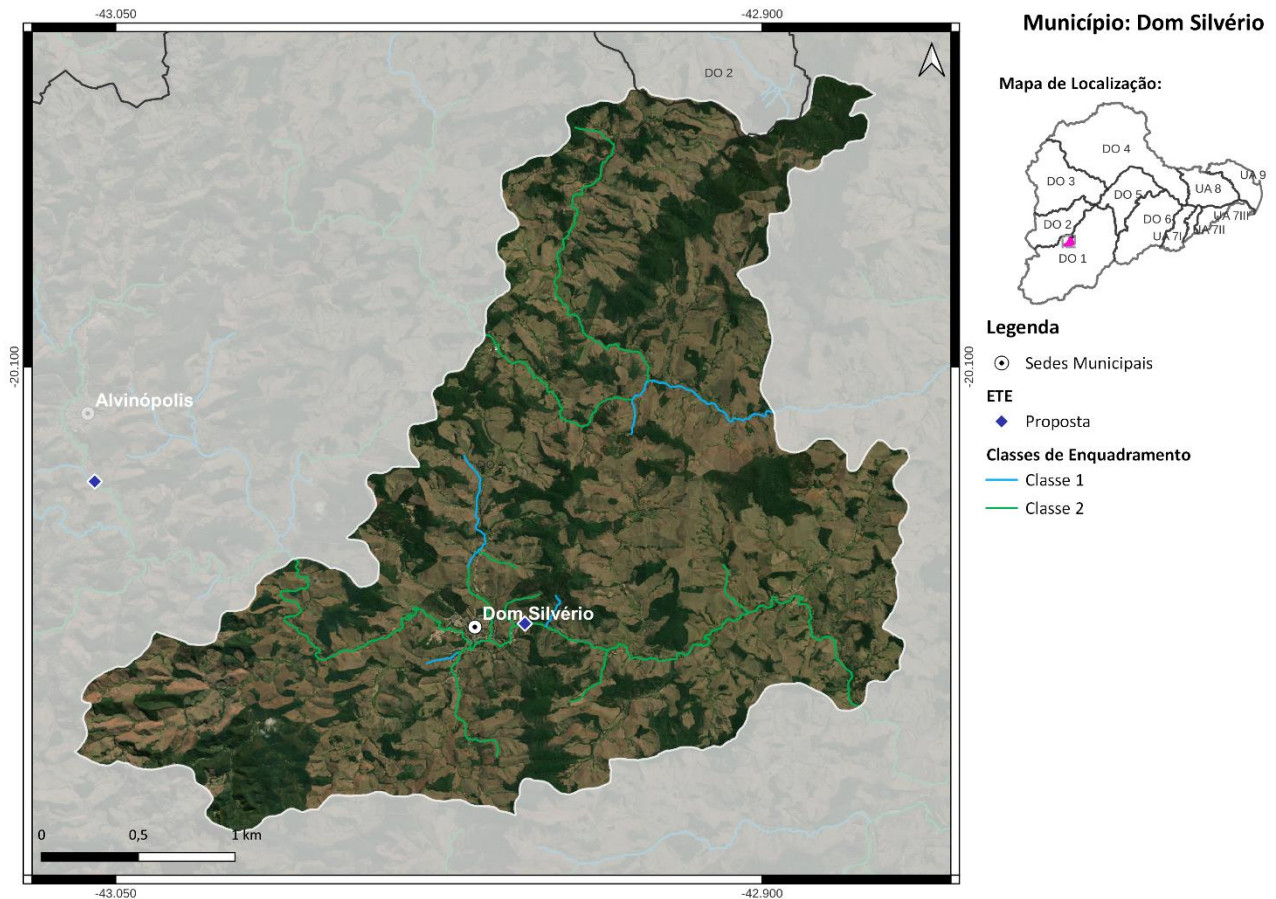 Município: Dom Silvério
-43.050
-42.900
DO 2
-20.100
-20.100
Alvinópolis
Dom Silvério
0 0,5 1 km
-43.050
-42.900
Mapa de Localização:
DO 4
DO 3
DO 5
UA 8
UA 9
DO 2
DO 6
UA 7III
UA 7I
UA 7II
DO 1
Legenda
Sedes Municipais
ETE
Proposta
Classes de Enquadramento
Classe 1
Classe 2